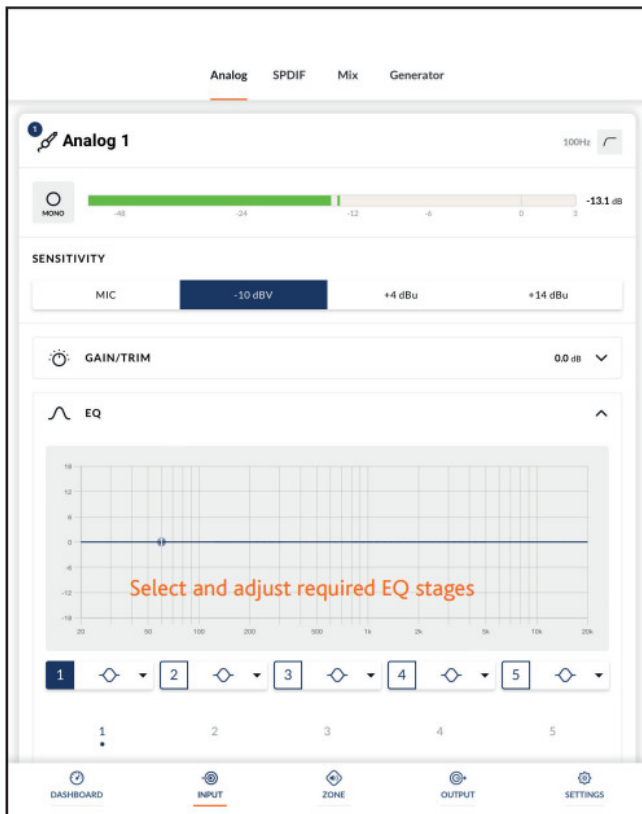 Analog SPDIF Mix Generator
1
Analog 1 100Hz
MONO -48 -24 -12 -6 0 3 -13.1 dB
SENSITIVITY
MIC -10 dBV +4 dBu +14 dBu
GAIN/TRIM 0.0 dB
EQ
18
12
6
0
-6
-12
Select and adjust required EQ stages
-18
20 50 100 200 500 1k 2k 5k 10k 20k
1 2 3 4 5
1 2 3 4 5
DASHBOARD INPUT ZONE OUTPUT SETTINGS